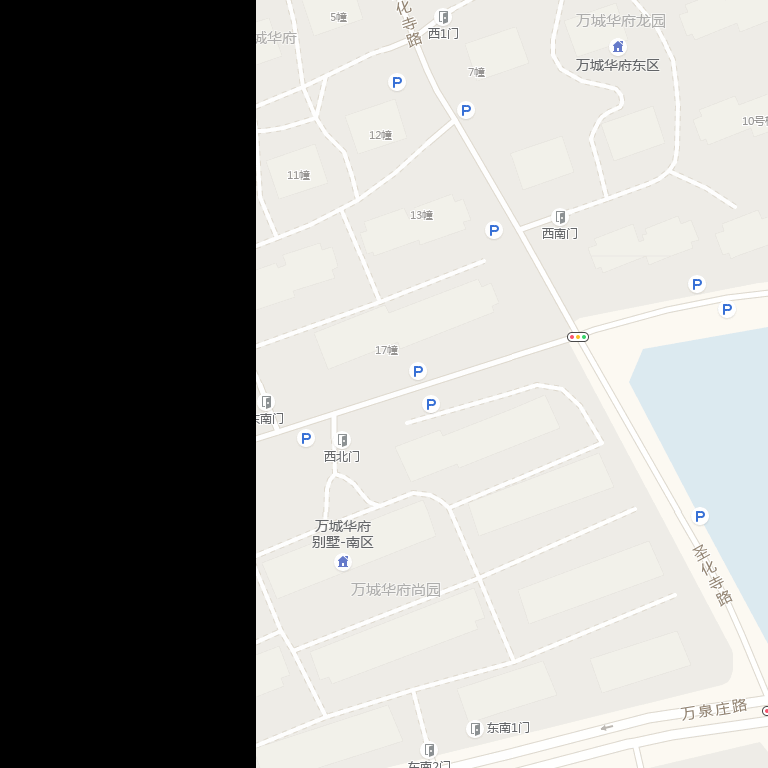 化寺路
5幢
西1门
万城华府龙园
华府
万城华府东区
7幢
P
P
10号
12幢
11幢
13幢
P
西南门
P
P
17幢
P
P
南门
P
西北门
万城华府
别墅-南区
P
圣化寺路
万城华府尚园
万泉庄路
东南1门
东南2门